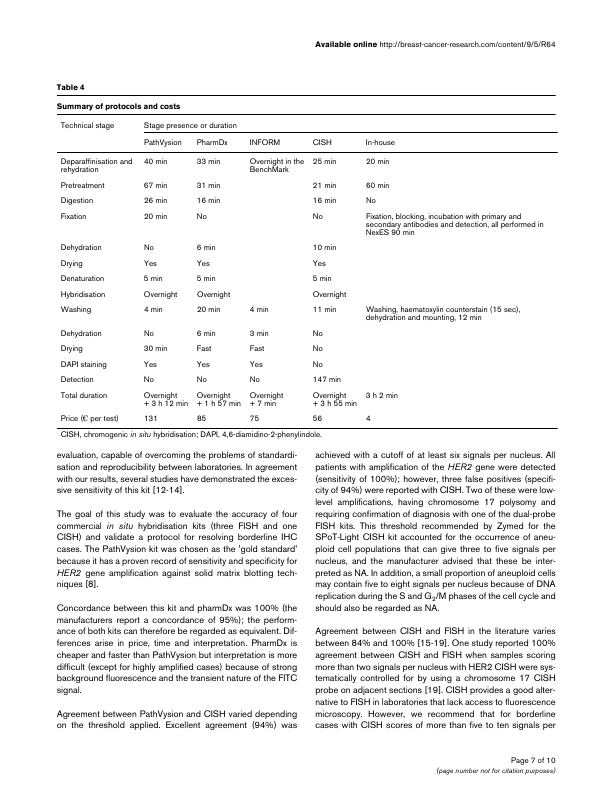 Available online http://breast-cancer-research.com/content/9/5/R64
Table 4
Summary of protocols and costs
Technical stage Stage presence or duration
PathVysion PharmDx INFORM CISH In-house
Deparaffinisation and rehydration 40 min 33 min Overnight in the BenchMark 25 min 20 min
Pretreatment 67 min 31 min 21 min 60 min
Digestion 26 min 16 min 16 min No
Fixation 20 min No No Fixation, blocking, incubation with primary and secondary antibodies and detection, all performed in NexES 90 min
Dehydration No 6 min 10 min
Drying Yes Yes Yes
Denaturation 5 min 5 min 5 min
Hybridisation Overnight Overnight Overnight
Washing 4 min 20 min 4 min 11 min Washing, haematoxylin counterstain (15 sec), dehydration and mounting, 12 min
Dehydration No 6 min 3 min No
Drying 30 min Fast Fast No
DAPI staining Yes Yes Yes No
Detection No No No 147 min
Total duration Overnight + 3 h 12 min Overnight + 1 h 57 min Overnight + 7 min Overnight + 3 h 55 min 3 h 2 min
Price (€ per test) 131 85 75 56 4
CISH, chromogenic in situ hybridisation; DAPI, 4,6-diamidino-2-phenylindole.
evaluation, capable of overcoming the problems of standardi-
sation and reproducibility between laboratories. In agreement
with our results, several studies have demonstrated the exces-
sive sensitivity of this kit [12-14].
The goal of this study was to evaluate the accuracy of four
commercial in situ hybridisation kits (three FISH and one
CISH) and validate a protocol for resolving borderline IHC
cases. The PathVysion kit was chosen as the 'gold standard'
because it has a proven record of sensitivity and specificity for
HER2 gene amplification against solid matrix blotting tech-
niques [8].
Concordance between this kit and pharmDx was 100% (the
manufacturers report a concordance of 95%); the perform-
ance of both kits can therefore be regarded as equivalent. Dif-
ferences arise in price, time and interpretation. PharmDx is
cheaper and faster than PathVysion but interpretation is more
difficult (except for highly amplified cases) because of strong
background fluorescence and the transient nature of the FITC
signal.
Agreement between PathVysion and CISH varied depending
on the threshold applied. Excellent agreement (94%) was
achieved with a cutoff of at least six signals per nucleus. All
patients with amplification of the HER2 gene were detected
(sensitivity of 100%); however, three false positives (specifi-
city of 94%) were reported with CISH. Two of these were low-
level amplifications, having chromosome 17 polysomy and
requiring confirmation of diagnosis with one of the dual-probe
FISH kits. This threshold recommended by Zymed for the
SPoT-Light CISH kit accounted for the occurrence of aneu-
ploid cell populations that can give three to five signals per
nucleus, and the manufacturer advised that these be inter-
preted as NA. In addition, a small proportion of aneuploid cells
may contain five to eight signals per nucleus because of DNA
replication during the S and G2/M phases of the cell cycle and
should also be regarded as NA.
Agreement between CISH and FISH in the literature varies
between 84% and 100% [15-19]. One study reported 100%
agreement between CISH and FISH when samples scoring
more than two signals per nucleus with HER2 CISH were sys-
tematically controlled for by using a chromosome 17 CISH
probe on adjacent sections [19]. CISH provides a good alter-
native to FISH in laboratories that lack access to fluorescence
microscopy. However, we recommend that for borderline
cases with CISH scores of more than five to ten signals per
Page 7 of 10
(page number not for citation purposes)